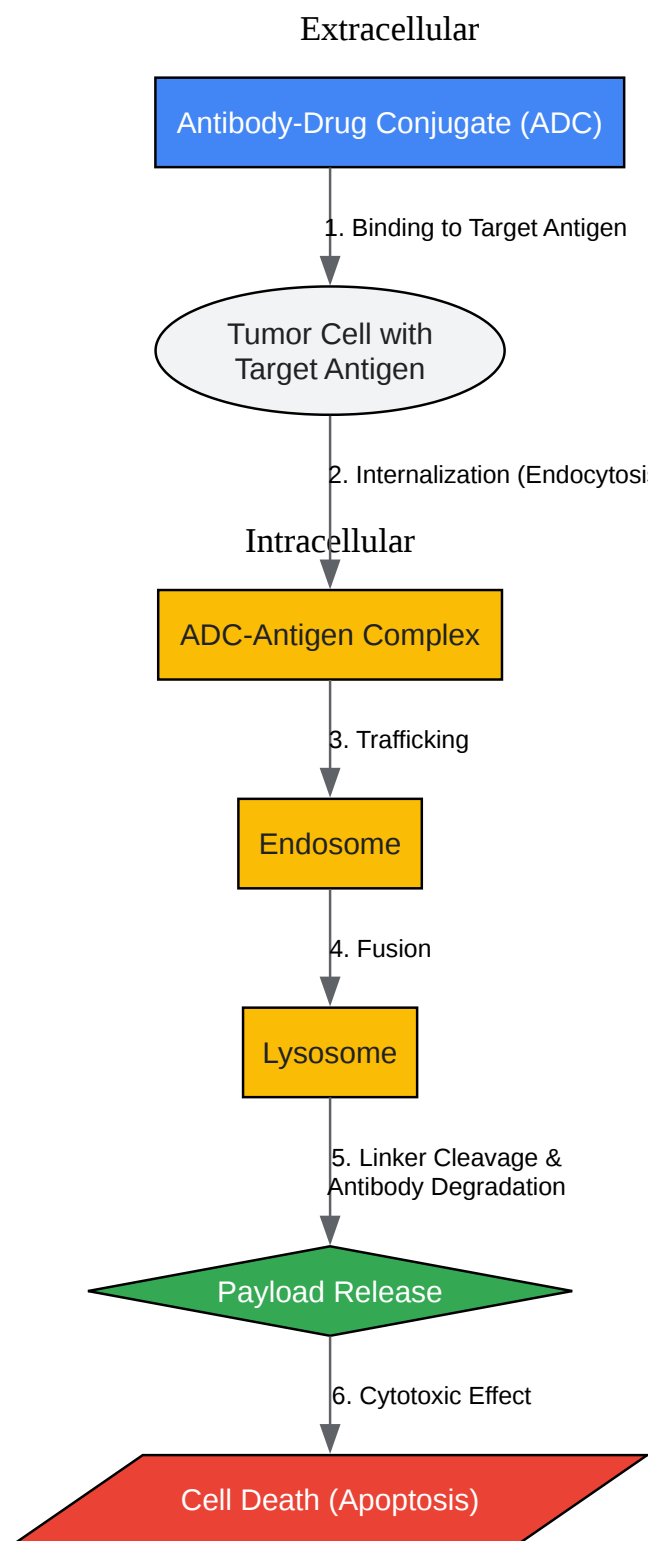 Extracellular
Antibody-Drug Conjugate (ADC)
1. Binding to Target Antigen
Tumor Cell with
Target Antigen
2. Internalization (Endocytosis
Intracellular
ADC-Antigen Complex
3. Trafficking
Endosome
4. Fusion
Lysosome
5. Linker Cleavage &
Antibody Degradation
Payload Release
6. Cytotoxic Effect
Cell Death (Apoptosis)